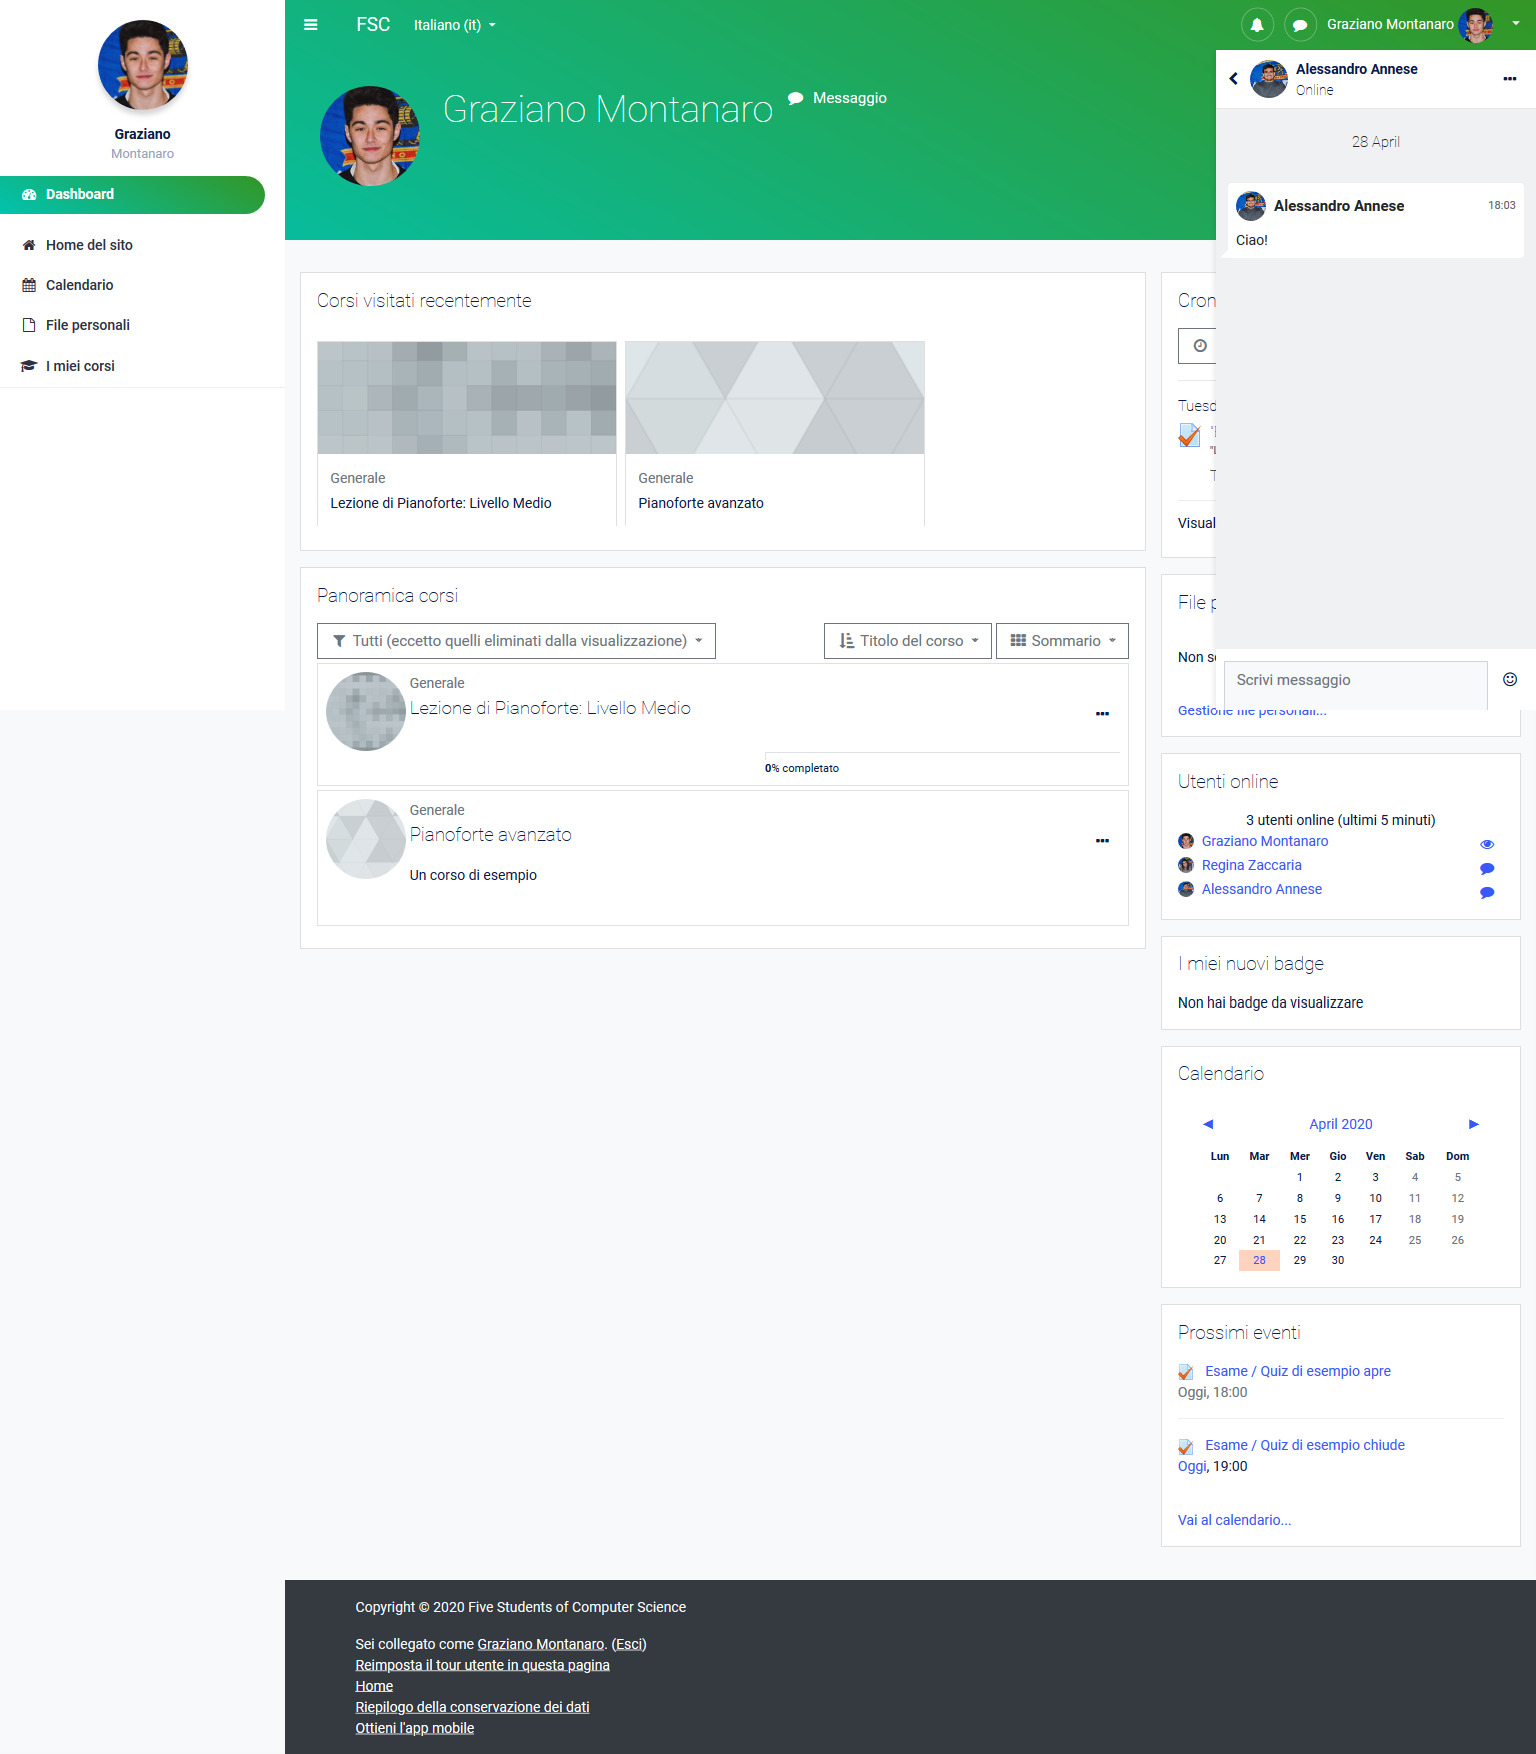 Graziano
Montanaro
Dashboard
Home del sito
Calendario
File personali
I miei corsi
FSC
Italiano (it)
Graziano Montanaro
Graziano Montanaro
Messaggio
Alessandro Annese
Online
28 April
Alessandro Annese 18:03
Ciao!
Scrivi messaggio
Corsi visitati recentemente
Generale
Lezione di Pianoforte: Livello Medio
Generale
Pianoforte avanzato
Panoramica corsi
Tutti (eccetto quelli eliminati dalla visualizzazione)
Titolo del corso
Sommario
Generale
Lezione di Pianoforte: Livello Medio
0% completato
Generale
Pianoforte avanzato
Un corso di esempio
Cron
Tuesd
Visual
File p
Non s
Gestione file personali...
Utenti online
3 utenti online (ultimi 5 minuti)
Graziano Montanaro
Regina Zaccaria
Alessandro Annese
I miei nuovi badge
Non hai badge da visualizzare
Calendario
◄ April 2020 ►
Lun Mar Mer Gio Ven Sab Dom
1 2 3 4 5
6 7 8 9 10 11 12
13 14 15 16 17 18 19
20 21 22 23 24 25 26
27 28 29 30
Prossimi eventi
Esame / Quiz di esempio apre
Oggi, 18:00
Esame / Quiz di esempio chiude
Oggi, 19:00
Vai al calendario...
Copyright © 2020 Five Students of Computer Science
Sei collegato come Graziano Montanaro. (Esci)
Reimposta il tour utente in questa pagina
Home
Riepilogo della conservazione dei dati
Ottieni l'app mobile